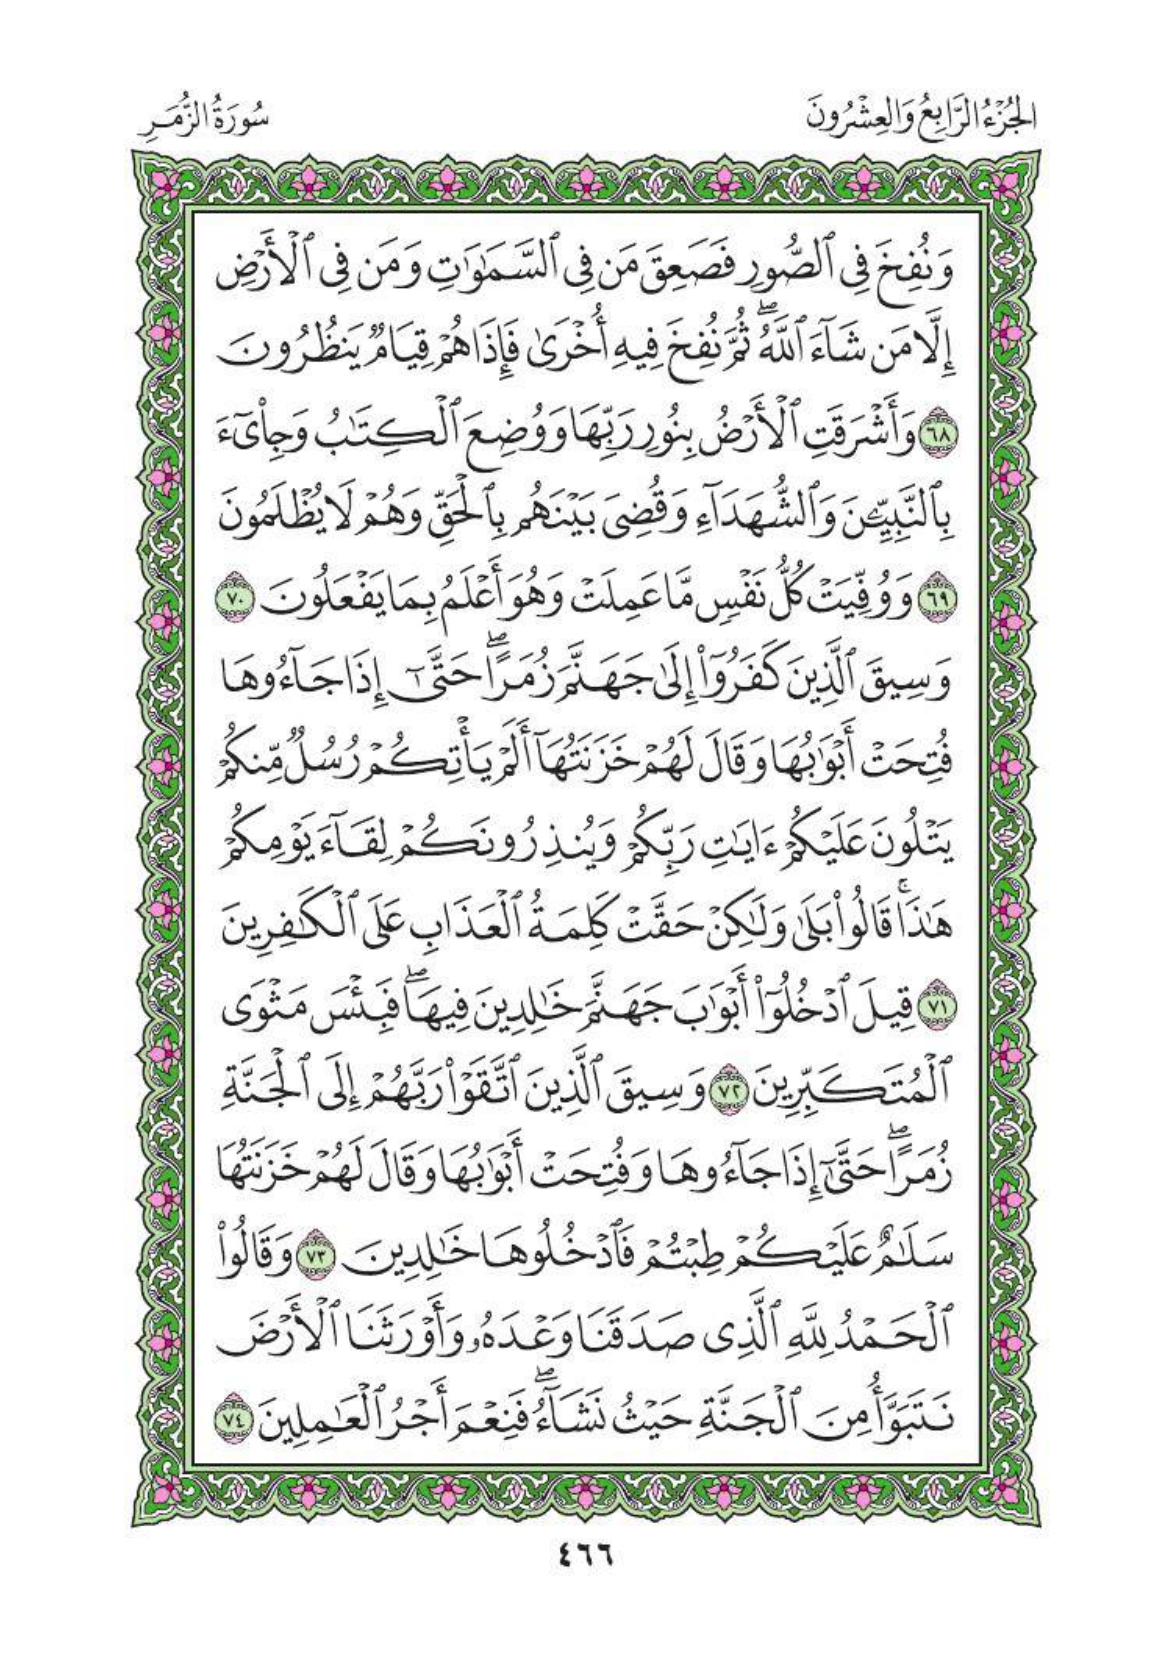 الجُزْءُ الرَّابِعُ وَالعِشْرُونَ
سُورَةُ الزُّمَرِ
وَنُفِخَ فِى ٱلصُّورِ فَصَعِقَ مَن فِى ٱلسَّمَٰوَٰتِ وَمَن فِى ٱلْأَرْضِ
إِلَّا مَن شَآءَ ٱللَّهُ ۖ ثُمَّ نُفِخَ فِيهِ أُخْرَىٰ فَإِذَا هُمْ قِيَامٌ يَنظُرُونَ
٦٨ وَأَشْرَقَتِ ٱلْأَرْضُ بِنُورِ رَبِّهَا وَوُضِعَ ٱلْكِتَٰبُ وَجِا۟ىٓءَ
بِٱلنَّبِيِّۦنَ وَٱلشُّهَدَآءِ وَقُضِىَ بَيْنَهُم بِٱلْحَقِّ وَهُمْ لَا يُظْلَمُونَ
٦٩ وَوُفِّيَتْ كُلُّ نَفْسٍ مَّا عَمِلَتْ وَهُوَ أَعْلَمُ بِمَا يَفْعَلُونَ ٧٠
وَسِيقَ ٱلَّذِينَ كَفَرُوٓا۟ إِلَىٰ جَهَنَّمَ زُمَرًا ۖ حَتَّىٰٓ إِذَا جَآءُوهَا
فُتِحَتْ أَبْوَٰبُهَا وَقَالَ لَهُمْ خَزَنَتُهَآ أَلَمْ يَأْتِكُمْ رُسُلٌ مِّنكُمْ
يَتْلُونَ عَلَيْكُمْ ءَايَٰتِ رَبِّكُمْ وَيُنذِرُونَكُمْ لِقَآءَ يَوْمِكُمْ
هَٰذَا ۚ قَالُوا۟ بَلَىٰ وَلَٰكِنْ حَقَّتْ كَلِمَةُ ٱلْعَذَابِ عَلَى ٱلْكَٰفِرِينَ
٧١ قِيلَ ٱدْخُلُوٓا۟ أَبْوَٰبَ جَهَنَّمَ خَٰلِدِينَ فِيهَا ۖ فَبِئْسَ مَثْوَى
ٱلْمُتَكَبِّرِينَ ٧٢ وَسِيقَ ٱلَّذِينَ ٱتَّقَوْا۟ رَبَّهُمْ إِلَى ٱلْجَنَّةِ
زُمَرًا ۖ حَتَّىٰٓ إِذَا جَآءُوهَا وَفُتِحَتْ أَبْوَٰبُهَا وَقَالَ لَهُمْ خَزَنَتُهَا
سَلَٰمٌ عَلَيْكُمْ طِبْتُمْ فَٱدْخُلُوهَا خَٰلِدِينَ ٧٣ وَقَالُوا۟
ٱلْحَمْدُ لِلَّهِ ٱلَّذِى صَدَقَنَا وَعْدَهُۥ وَأَوْرَثَنَا ٱلْأَرْضَ
نَتَبَوَّأُ مِنَ ٱلْجَنَّةِ حَيْثُ نَشَآءُ ۖ فَنِعْمَ أَجْرُ ٱلْعَٰمِلِينَ ٧٤
٤٦٦